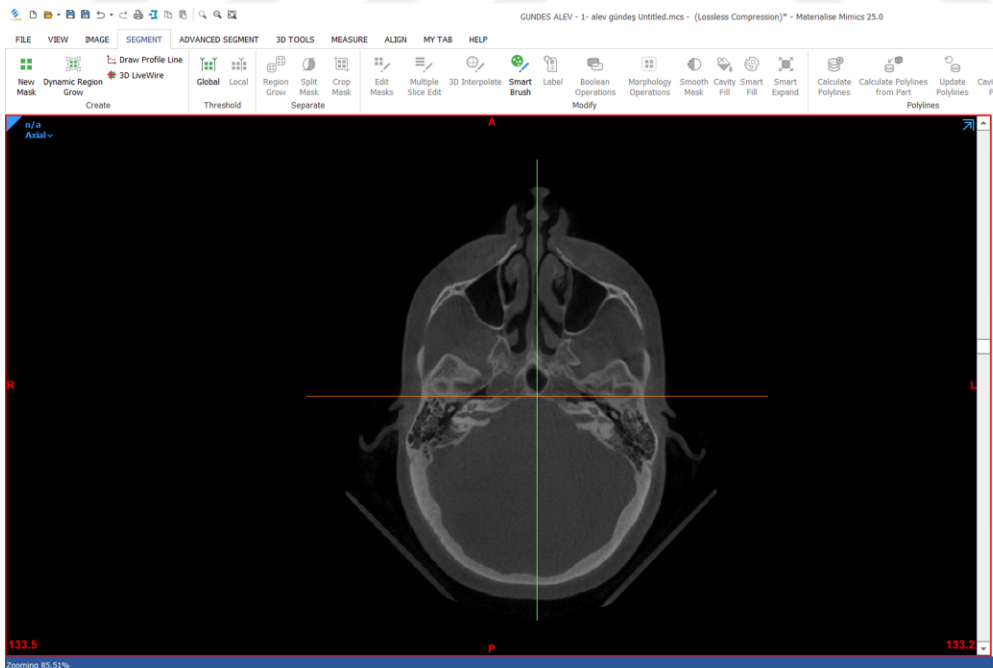 GUNDES ALEV - 1- alev gündeş Untitled.mcs - (Lossless Compression)* - Materialise Mimics 25.0
FILE VIEW IMAGE SEGMENT ADVANCED SEGMENT 3D TOOLS MEASURE ALIGN MY TAB HELP
New Mask
Dynamic Region Grow
Draw Profile Line
3D LiveWire
Create
Global
Local
Threshold
Region Grow
Split Mask
Crop Mask
Separate
Edit Masks
Multiple Slice Edit
3D Interpolate
Smart Brush
Label
Boolean Operations
Morphology Operations
Smooth Mask
Cavity Fill
Smart Fill
Smart Expand
Modify
Calculate Polylines
Calculate Polylines from Part
Update Polylines
Polylines
n/a
Axial
A
R
L
133.5
P
133.2
Zooming 85.51%